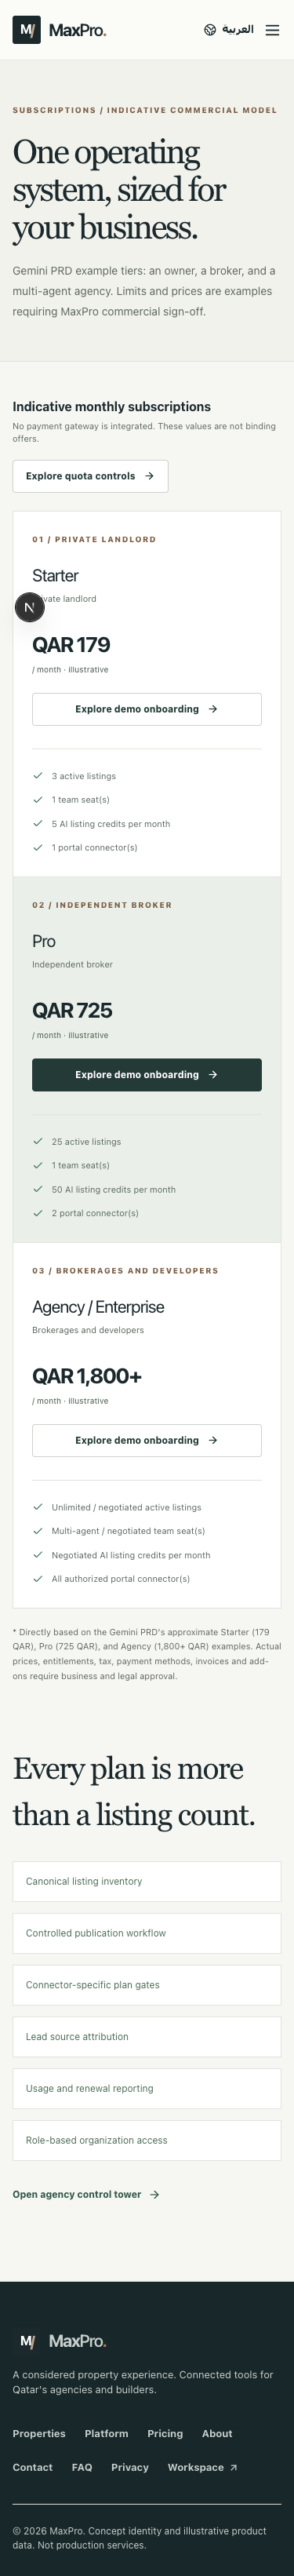 MaxPro.
العربية
SUBSCRIPTIONS / INDICATIVE COMMERCIAL MODEL
One operating
system, sized for
your business.
Gemini PRD example tiers: an owner, a broker, and a
multi-agent agency. Limits and prices are examples
requiring MaxPro commercial sign-off.
Indicative monthly subscriptions
No payment gateway is integrated. These values are not binding
offers.
Explore quota controls
01 / PRIVATE LANDLORD
Starter
landlord
QAR 179
/ month · illustrative
Explore demo onboarding
3 active listings
1 team seat(s)
5 AI listing credits per month
1 portal connector(s)
02 / INDEPENDENT BROKER
Pro
Independent broker
QAR 725
/ month · illustrative
Explore demo onboarding
25 active listings
1 team seat(s)
50 AI listing credits per month
2 portal connector(s)
03 / BROKERAGES AND DEVELOPERS
Agency / Enterprise
Brokerages and developers
QAR 1,800+
/ month · illustrative
Explore demo onboarding
Unlimited / negotiated active listings
Multi-agent / negotiated team seat(s)
Negotiated AI listing credits per month
All authorized portal connector(s)
* Directly based on the Gemini PRD's approximate Starter (179
QAR), Pro (725 QAR), and Agency (1,800+ QAR) examples. Actual
prices, entitlements, tax, payment methods, invoices and add-
ons require business and legal approval.
Every plan is more
than a listing count.
Canonical listing inventory
Controlled publication workflow
Connector-specific plan gates
Lead source attribution
Usage and renewal reporting
Role-based organization access
Open agency control tower
MaxPro.
A considered property experience. Connected tools for
Qatar's agencies and builders.
Properties Platform Pricing About
Contact FAQ Privacy Workspace
© 2026 MaxPro. Concept identity and illustrative product
data. Not production services.